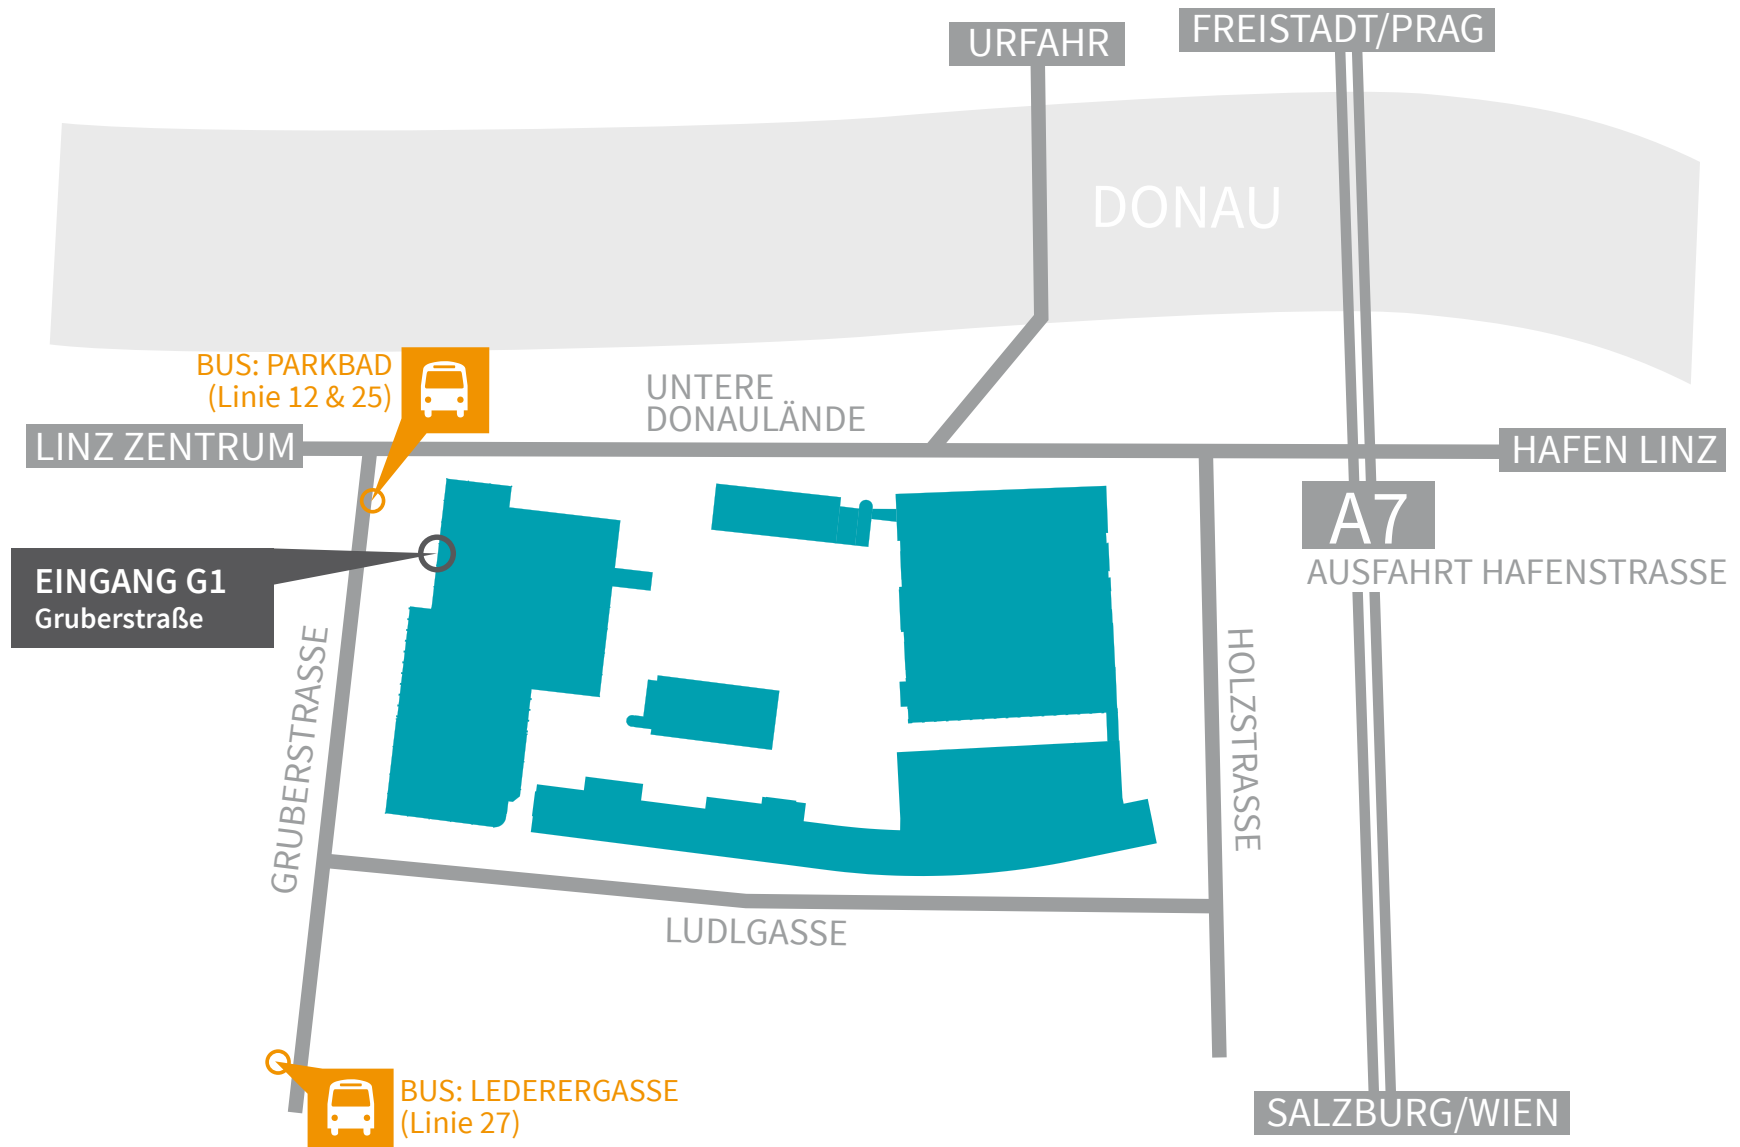 URFAHR
FREISTADT/PRAG
DONAU
BUS: PARKBAD
(Linie 12 & 25)
UNTERE
DONAULÄNDE
LINZ ZENTRUM
HAFEN LINZ
A7
AUSFAHRT HAFENSTRASSE
EINGANG G1
Gruberstraße
GRUBERSTRASSE
HOLZSTRASSE
LUDLGASSE
BUS: LEDERERGASSE
(Linie 27)
SALZBURG/WIEN